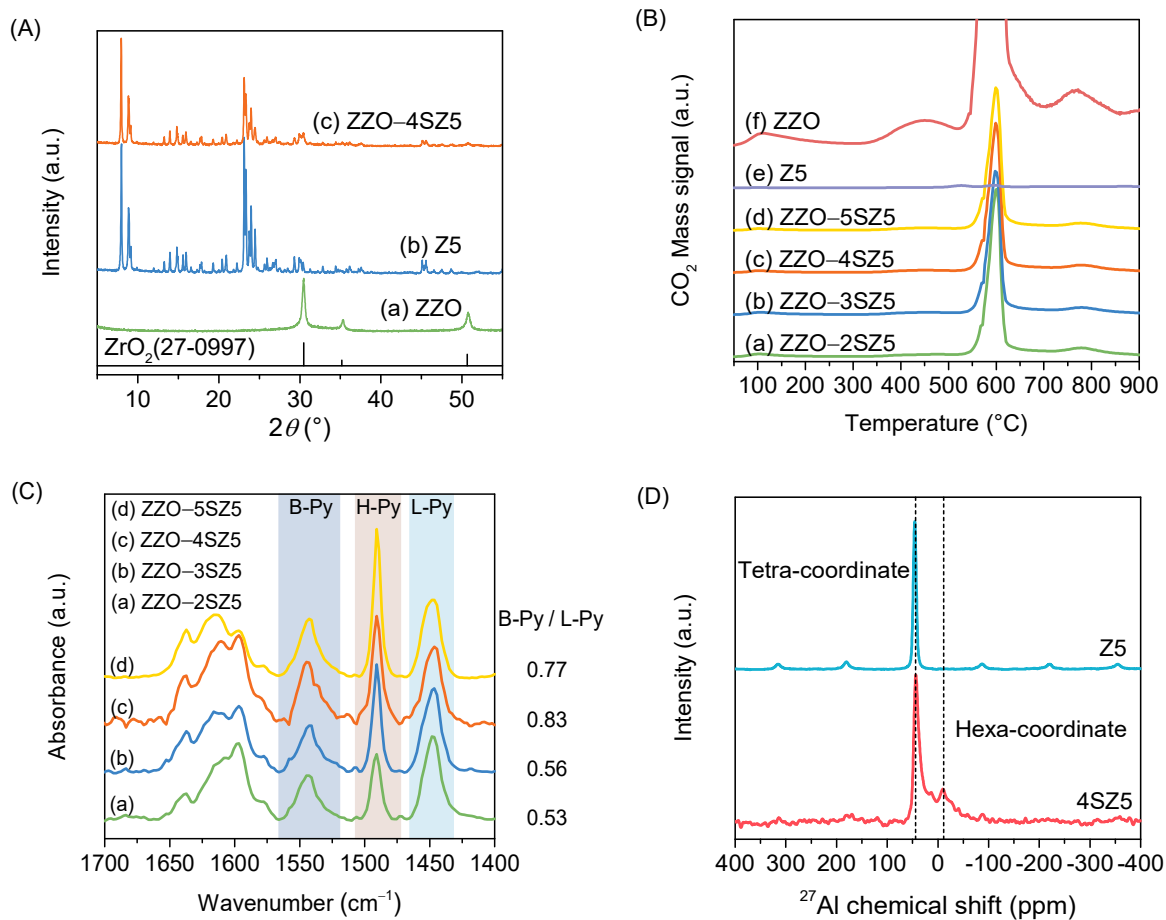 (A)
Intensity (a.u.)
(c) ZZO–4SZ5
(b) Z5
(a) ZZO
ZrO₂(27-0997)
10 20 30 40 50
2θ (°)
(B)
CO₂ Mass signal (a.u.)
(f) ZZO
(e) Z5
(d) ZZO–5SZ5
(c) ZZO–4SZ5
(b) ZZO–3SZ5
(a) ZZO–2SZ5
100 200 300 400 500 600 700 800 900
Temperature (°C)
(C)
Absorbance (a.u.)
(d) ZZO–5SZ5
(c) ZZO–4SZ5
(b) ZZO–3SZ5
(a) ZZO–2SZ5
B-Py H-Py L-Py
B-Py / L-Py
(d) 0.77
(c) 0.83
(b) 0.56
(a) 0.53
1700 1650 1600 1550 1500 1450 1400
Wavenumber (cm⁻¹)
(D)
Intensity (a.u.)
Tetra-coordinate
Z5
Hexa-coordinate
4SZ5
400 300 200 100 0 -100 -200 -300 -400
²⁷Al chemical shift (ppm)